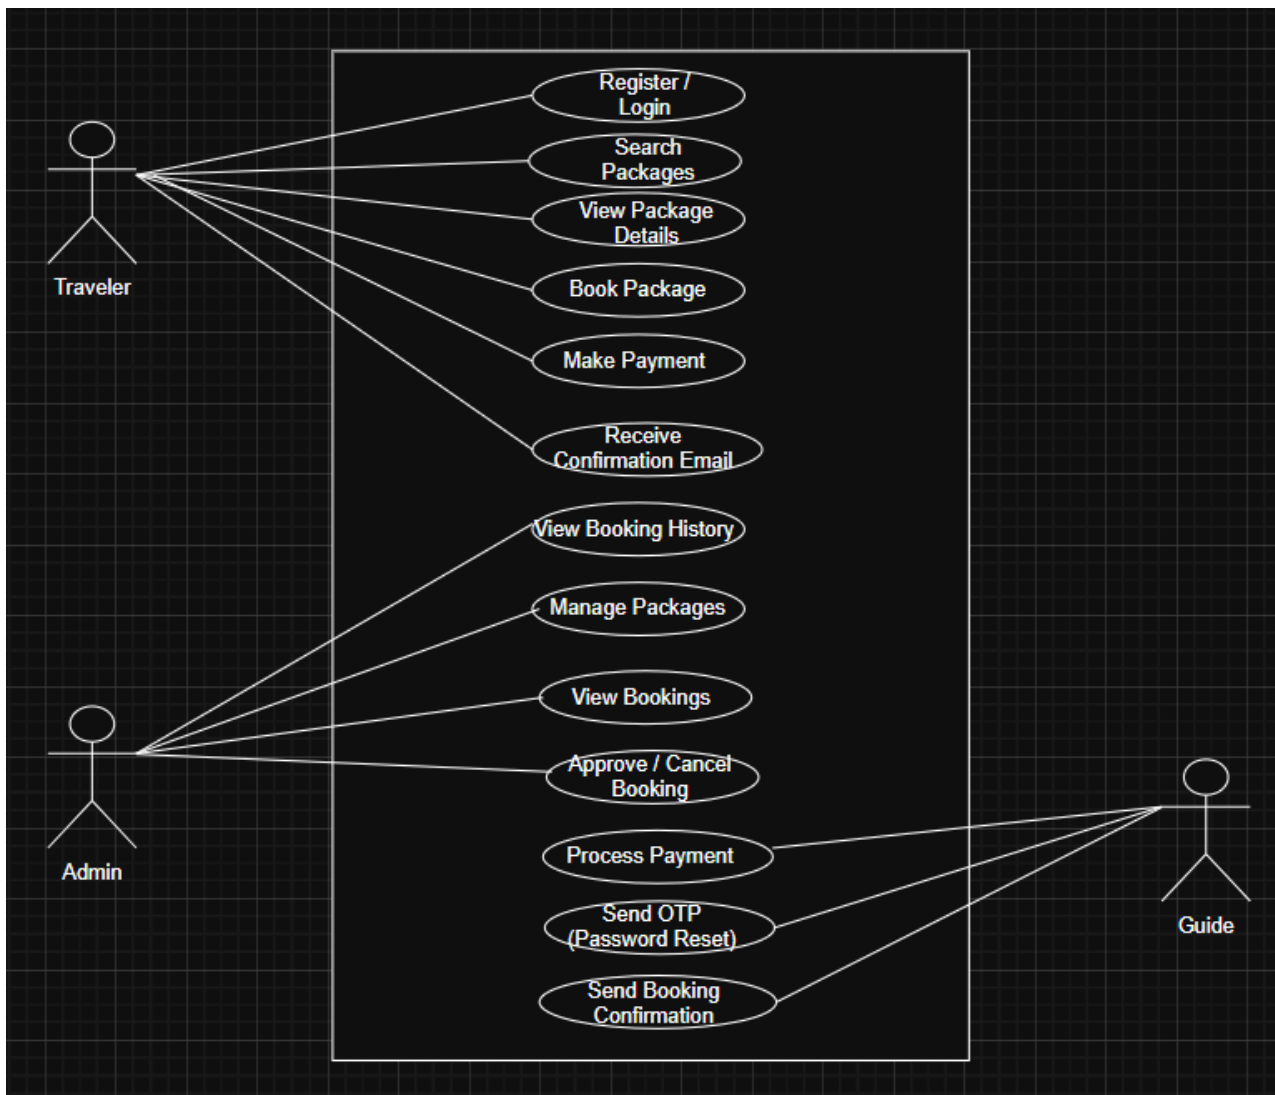 Register /
Login
Search
Packages
View Package
Details
Traveler
Book Package
Make Payment
Receive
Confirmation Email
View Booking History
Manage Packages
View Bookings
Approve / Cancel
Booking
Admin
Process Payment
Send OTP
(Password Reset)
Guide
Send Booking
Confirmation